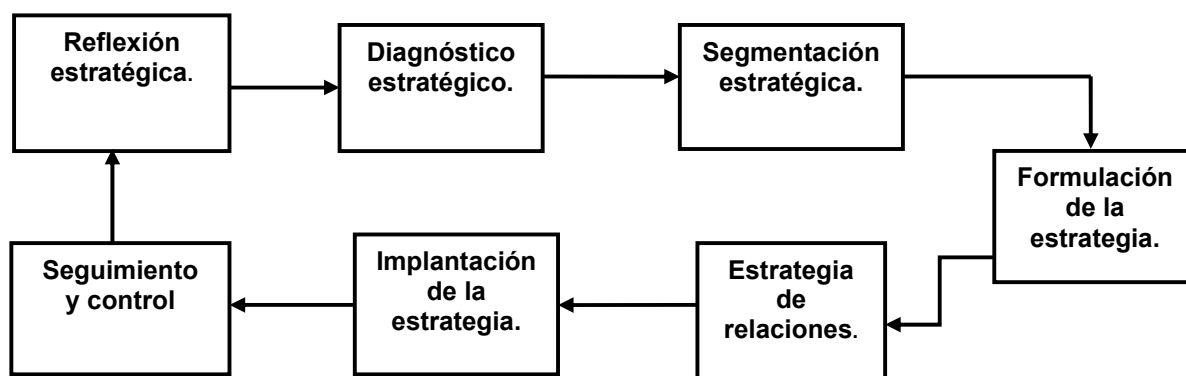 Reflexión
estratégica.
Diagnóstico
estratégico.
Segmentación
estratégica.
Formulación
de la
estrategia.
Estrategia
de
relaciones.
Implantación
de la
estrategia.
Seguimiento
y control